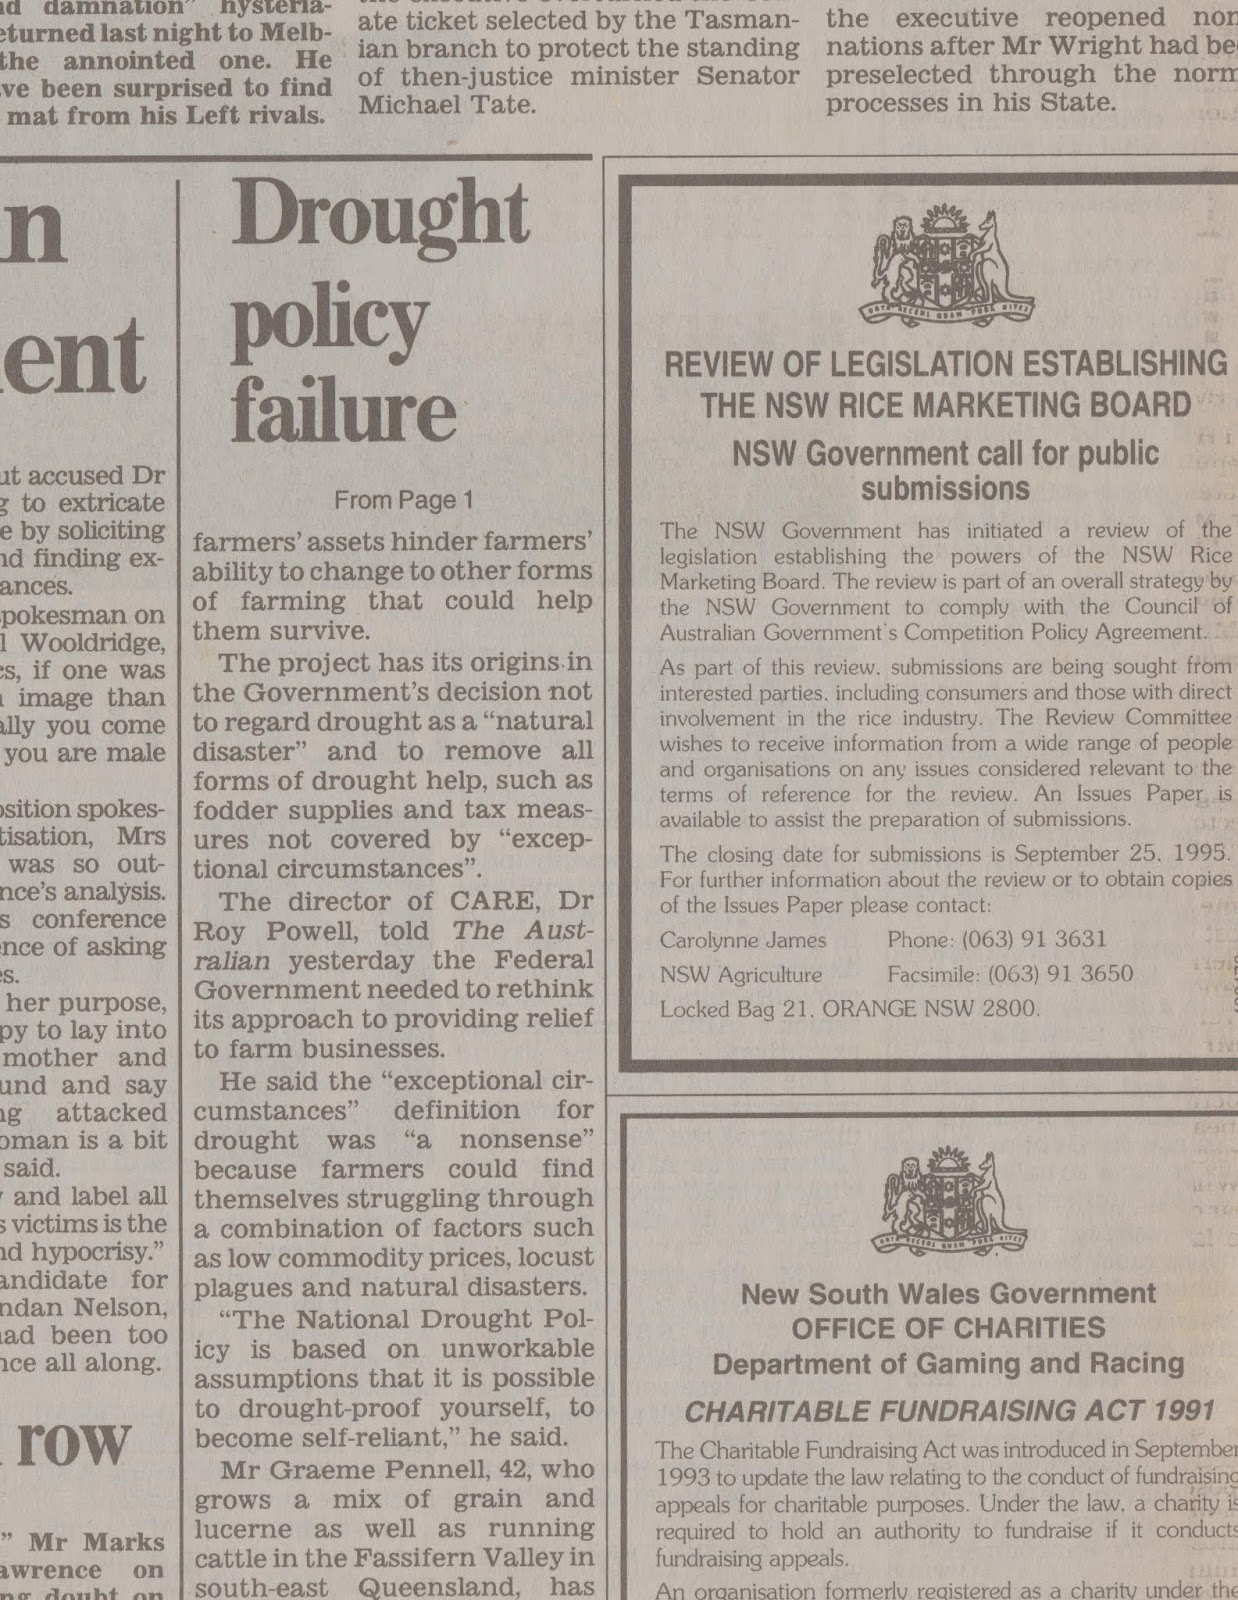 nd damnation” hysteria-
eturned last night to Melb-
the annointed one. He
ve been surprised to find
mat from his Left rivals.
ate ticket selected by the Tasman-
ian branch to protect the standing
of then-justice minister Senator
Michael Tate.
the executive reopened nom
nations after Mr Wright had be
preselected through the norm
processes in his State.
n
ent
ut accused Dr
g to extricate
e by soliciting
nd finding ex-
ances.
spokesman on
l Wooldridge,
cs, if one was
image than
ally you come
you are male
osition spokes-
tisation, Mrs
was so out-
nce’s analysis.
s conference
ence of asking
s.
her purpose,
py to lay into
mother and
und and say
ng attacked
oman is a bit
said.
and label all
s victims is the
nd hypocrisy.”
andidate for
ndan Nelson,
had been too
nce all along.
row
” Mr Marks
awrence on
ng doubt on
Drought
policy
failure
From Page 1
farmers’ assets hinder farmers’
ability to change to other forms
of farming that could help
them survive.
The project has its origins in
the Government’s decision not
to regard drought as a “natural
disaster” and to remove all
forms of drought help, such as
fodder supplies and tax meas-
ures not covered by “excep-
tional circumstances”.
The director of CARE, Dr
Roy Powell, told The Aust-
ralian yesterday the Federal
Government needed to rethink
its approach to providing relief
to farm businesses.
He said the “exceptional cir-
cumstances” definition for
drought was “a nonsense”
because farmers could find
themselves struggling through
a combination of factors such
as low commodity prices, locust
plagues and natural disasters.
“The National Drought Pol-
icy is based on unworkable
assumptions that it is possible
to drought-proof yourself, to
become self-reliant,” he said.
Mr Graeme Pennell, 42, who
grows a mix of grain and
lucerne as well as running
cattle in the Fassifern Valley in
south-east Queensland, has
REVIEW OF LEGISLATION ESTABLISHING
THE NSW RICE MARKETING BOARD
NSW Government call for public
submissions
The NSW Government has initiated a review of the
legislation establishing the powers of the NSW Rice
Marketing Board. The review is part of an overall strategy by
the NSW Government to comply with the Council of
Australian Government's Competition Policy Agreement.
As part of this review, submissions are being sought from
interested parties, including consumers and those with direct
involvement in the rice industry. The Review Committee
wishes to receive information from a wide range of people
and organisations on any issues considered relevant to the
terms of reference for the review. An Issues Paper is
available to assist the preparation of submissions.
The closing date for submissions is September 25, 1995.
For further information about the review or to obtain copies
of the Issues Paper please contact:
Carolynne James Phone: (063) 91 3631
NSW Agriculture Facsimile: (063) 91 3650
Locked Bag 21, ORANGE NSW 2800.
New South Wales Government
OFFICE OF CHARITIES
Department of Gaming and Racing
CHARITABLE FUNDRAISING ACT 1991
The Charitable Fundraising Act was introduced in September
1993 to update the law relating to the conduct of fundraising
appeals for charitable purposes. Under the law, a charity is
required to hold an authority to fundraise if it conducts
fundraising appeals.
An organisation formerly registered as a charity under the